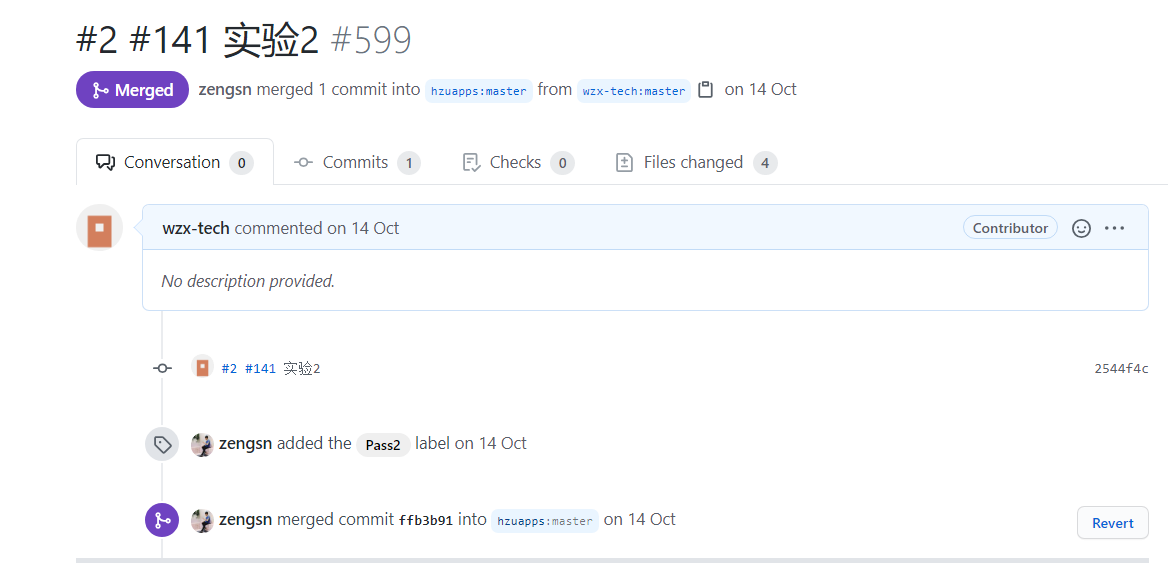 #2 #141 实验2 #599
Merged zengsn merged 1 commit into hzuapps:master from wzx-tech:master on 14 Oct
Conversation 0 Commits 1 Checks 0 Files changed 4
wzx-tech commented on 14 Oct Contributor
No description provided.
#2 #141 实验2 2544f4c
zengsn added the Pass2 label on 14 Oct
zengsn merged commit ffb3b91 into hzuapps:master on 14 Oct
Revert